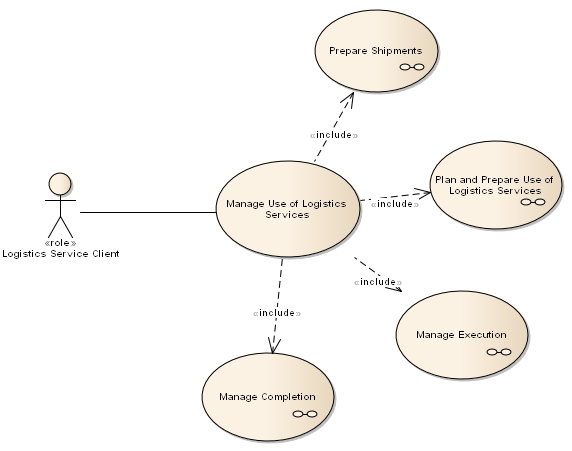 Prepare Shipments
«include»
Plan and Prepare Use of
Logistics Services
«include»
Manage Use of Logistics
Services
«role»
Logistics Service Client
«include»
«include»
Manage Execution
Manage Completion